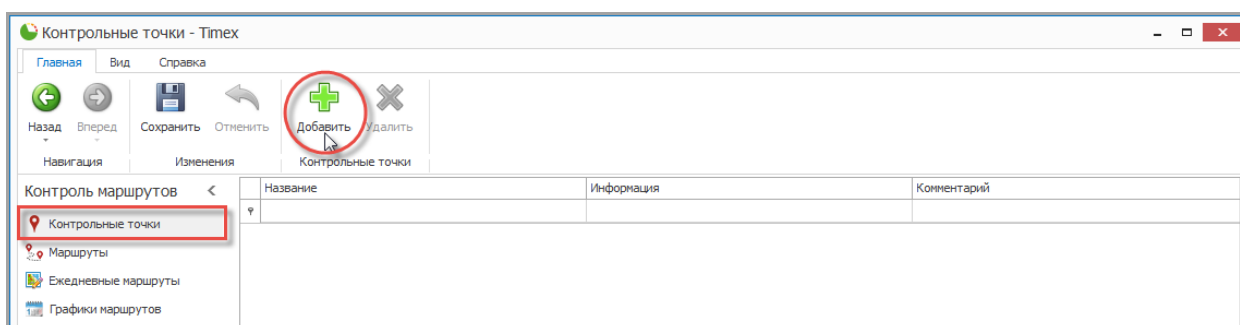 Контрольные точки - Timex
Главная Вид Справка
Назад Вперед Сохранить Отменить Добавить Удалить
Навигация Изменения Контрольные точки
Контроль маршрутов < Название Информация Комментарий
Контрольные точки
Маршруты
Ежедневные маршруты
Графики маршрутов